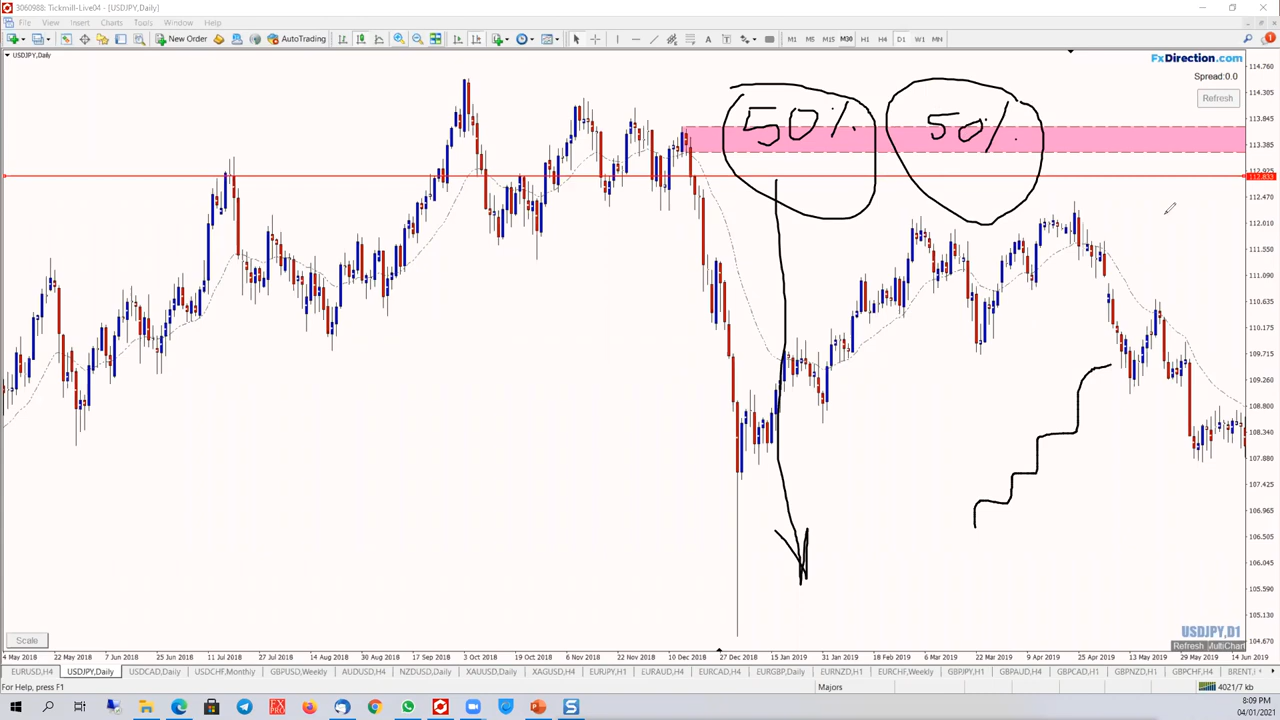 3060988: Tickmill-Live04 - [USDJPY,Daily]
File View Insert Charts Tools Window Help
New Order AutoTrading M1 M5 M15 M30 H1 H4 D1 W1 MN
USDJPY,Daily
FxDirection.com
Spread:0.0
Refresh
50% 50%
114.760
114.305
113.845
113.385
112.925
112.833
112.470
112.010
111.550
111.090
110.635
110.175
109.715
109.260
108.800
108.340
107.880
107.425
106.965
106.505
106.045
105.590
105.130
104.670
USDJPY,D1
Scale
Refresh MultiChart
4 May 2018 22 May 2018 7 Jun 2018 25 Jun 2018 11 Jul 2018 27 Jul 2018 14 Aug 2018 30 Aug 2018 17 Sep 2018 3 Oct 2018 19 Oct 2018 6 Nov 2018 22 Nov 2018 10 Dec 2018 27 Dec 2018 15 Jan 2019 31 Jan 2019 18 Feb 2019 6 Mar 2019 22 Mar 2019 9 Apr 2019 25 Apr 2019 13 May 2019 29 May 2019 14 Jun 2019
EURUSD,H4 USDJPY,Daily USDCAD,Daily USDCHF,Monthly GBPUSD,Weekly AUDUSD,H4 NZDUSD,Daily XAUUSD,Daily XAGUSD,H4 EURJPY,H1 EURAUD,H4 EURCAD,H4 EURGBP,Daily EURNZD,H1 EURCHF,Weekly GBPAUD,H4 GBPCAD,H1 GBPNZD,H1 GBPCHF,H4 BRENT,
For Help, press F1 Majors 4021/7 kb
8:09 PM
04/01/2021